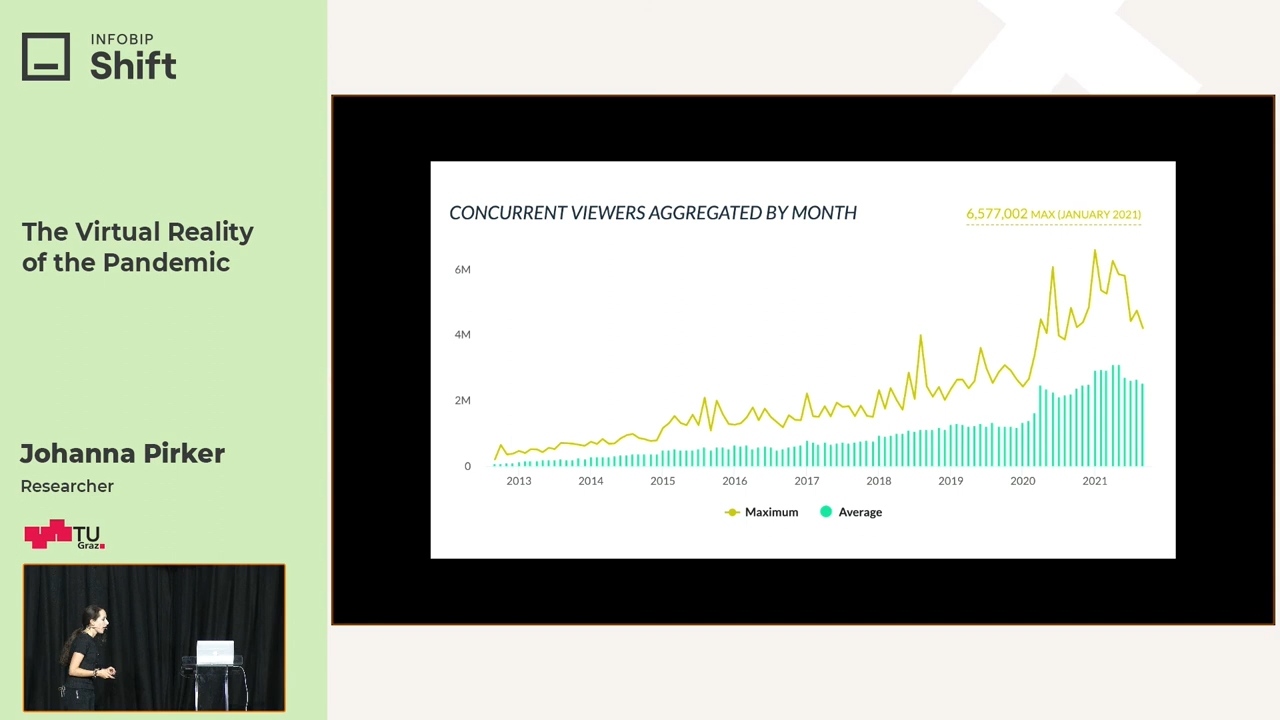 INFOBIP
Shift
The Virtual Reality
of the Pandemic
Johanna Pirker
Researcher
TU
Graz
CONCURRENT VIEWERS AGGREGATED BY MONTH
6,577,002 MAX (JANUARY 2021)
6M
4M
2M
0
2013 2014 2015 2016 2017 2018 2019 2020 2021
Maximum Average